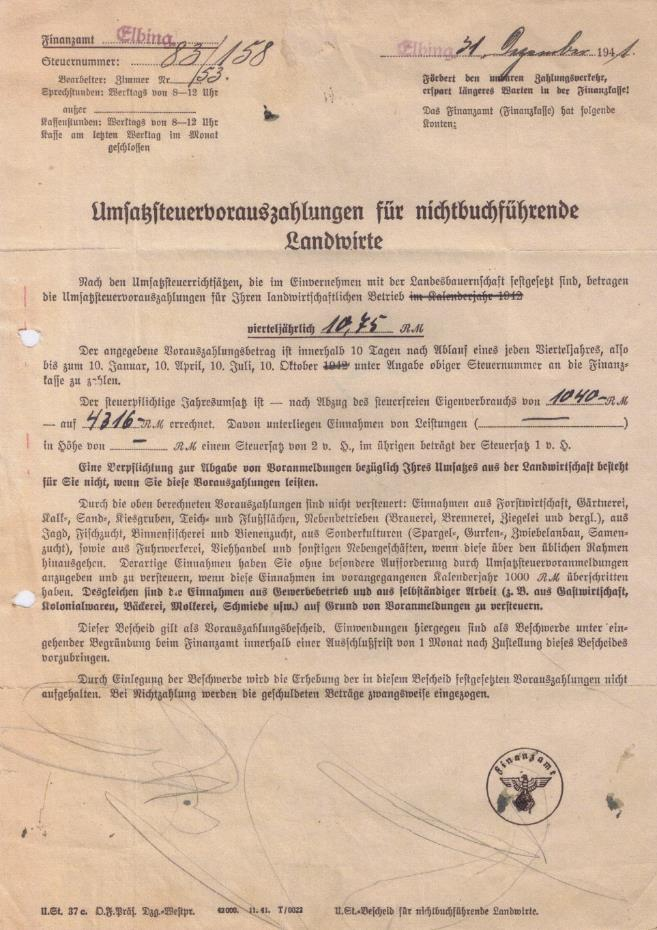 Finanzamt Elbing
Steuernummer: 83/158
Bearbeiter: Zimmer Nr. 53.
Sprechstunden: Werktags von 8—12 Uhr
außer
Kassenstunden: Werktags von 8—12 Uhr
Kasse am letzten Werktag im Monat
geschlossen
Elbing, 31. Dezember 1941.
Fördert den unbaren Zahlungsverkehr,
erspart längeres Warten in der Finanzkasse!
Das Finanzamt (Finanzkasse) hat folgende
Konten:
Umsatzsteuervorauszahlungen für nichtbuchführende
Landwirte
Nach den Umsatzsteuerrichtsätzen, die im Einvernehmen mit der Landesbauernschaft festgesetzt sind, betragen
die Umsatzsteuervorauszahlungen für Ihren landwirtschaftlichen Betrieb im Kalenderjahr 1942
vierteljährlich 10,75 RM
Der angegebene Vorauszahlungsbetrag ist innerhalb 10 Tagen nach Ablauf eines jeden Vierteljahres, also
bis zum 10. Januar, 10. April, 10. Juli, 10. Oktober 1942 unter Angabe obiger Steuernummer an die Finanz-
kasse zu zahlen.
Der steuerpflichtige Jahresumsatz ist — nach Abzug des steuerfreien Eigenverbrauchs von 1040.- RM
— auf 4316.- RM errechnet. Davon unterliegen Einnahmen von Leistungen ( — )
in Höhe von — RM einem Steuersatz von 2 v. H., im übrigen beträgt der Steuersatz 1 v. H.
Eine Verpflichtung zur Abgabe von Voranmeldungen bezüglich Ihres Umsatzes aus der Landwirtschaft besteht
für Sie nicht, wenn Sie diese Vorauszahlungen leisten.
Durch die oben berechneten Vorauszahlungen sind nicht versteuert: Einnahmen aus Forstwirtschaft, Gärtnerei,
Kalk-, Sand-, Kiesgruben, Teich- und Flußflächen, Nebenbetrieben (Brauerei, Brennerei, Ziegelei und dergl.), aus
Jagd, Fischzucht, Binnenfischerei und Bienenzucht, aus Sonderkulturen (Spargel-, Gurken-, Zwiebelanbau, Samen-
zucht), sowie aus Fuhrwerkerei, Viehhandel und sonstigen Nebengeschäften, wenn diese über den üblichen Rahmen
hinausgehen. Derartige Einnahmen haben Sie ohne besondere Aufforderung durch Umsatzsteuervoranmeldungen
anzugeben und zu versteuern, wenn diese Einnahmen im vorangegangenen Kalenderjahr 1000 RM überschritten
haben. Desgleichen sind die Einnahmen aus Gewerbebetrieb und aus selbständiger Arbeit (z. B. aus Gastwirtschaft,
Kolonialwaren, Bäckerei, Molkerei, Schmiede usw.) auf Grund von Voranmeldungen zu versteuern.
Dieser Bescheid gilt als Vorauszahlungsbescheid. Einwendungen hiergegen sind als Beschwerde unter ein-
gehender Begründung beim Finanzamt innerhalb einer Ausschlußfrist von 1 Monat nach Zustellung dieses Bescheides
vorzubringen.
Durch Einlegung der Beschwerde wird die Erhebung der in diesem Bescheid festgesetzten Vorauszahlungen nicht
aufgehalten. Bei Nichtzahlung werden die geschuldeten Beträge zwangsweise eingezogen.
Finanzamt
U.St. 37 c. O.F.Präs. Dzg.-Westpr. 42000. 11. 41. T/0022 U.St.-Bescheid für nichtbuchführende Landwirte.